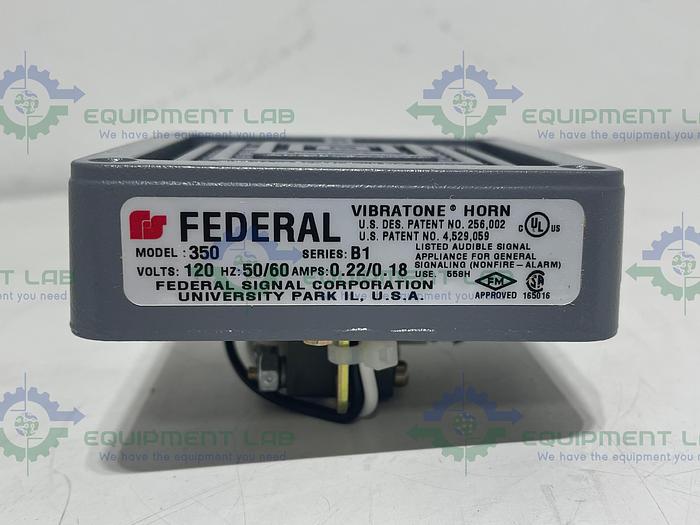 EQUIPMENT LAB
We have the equipment you need
EQUIPMENT LAB
We have the equipment you need
FEDERAL
VIBRATONE® HORN
U.S. DES. PATENT NO. 256,002
U.S. PATENT NO. 4,529,059
C UL US
MODEL: 350 SERIES: B1
LISTED AUDIBLE SIGNAL
APPLIANCE FOR GENERAL
SIGNALING (NONFIRE-ALARM)
USE. 558H
VOLTS: 120 HZ: 50/60 AMPS: 0.22/0.18
FEDERAL SIGNAL CORPORATION
UNIVERSITY PARK IL, U.S.A.
FM
APPROVED 165016
EQUIPMENT LAB
We have the equipment you need
EQUIPMENT LAB
We have the equipment you need